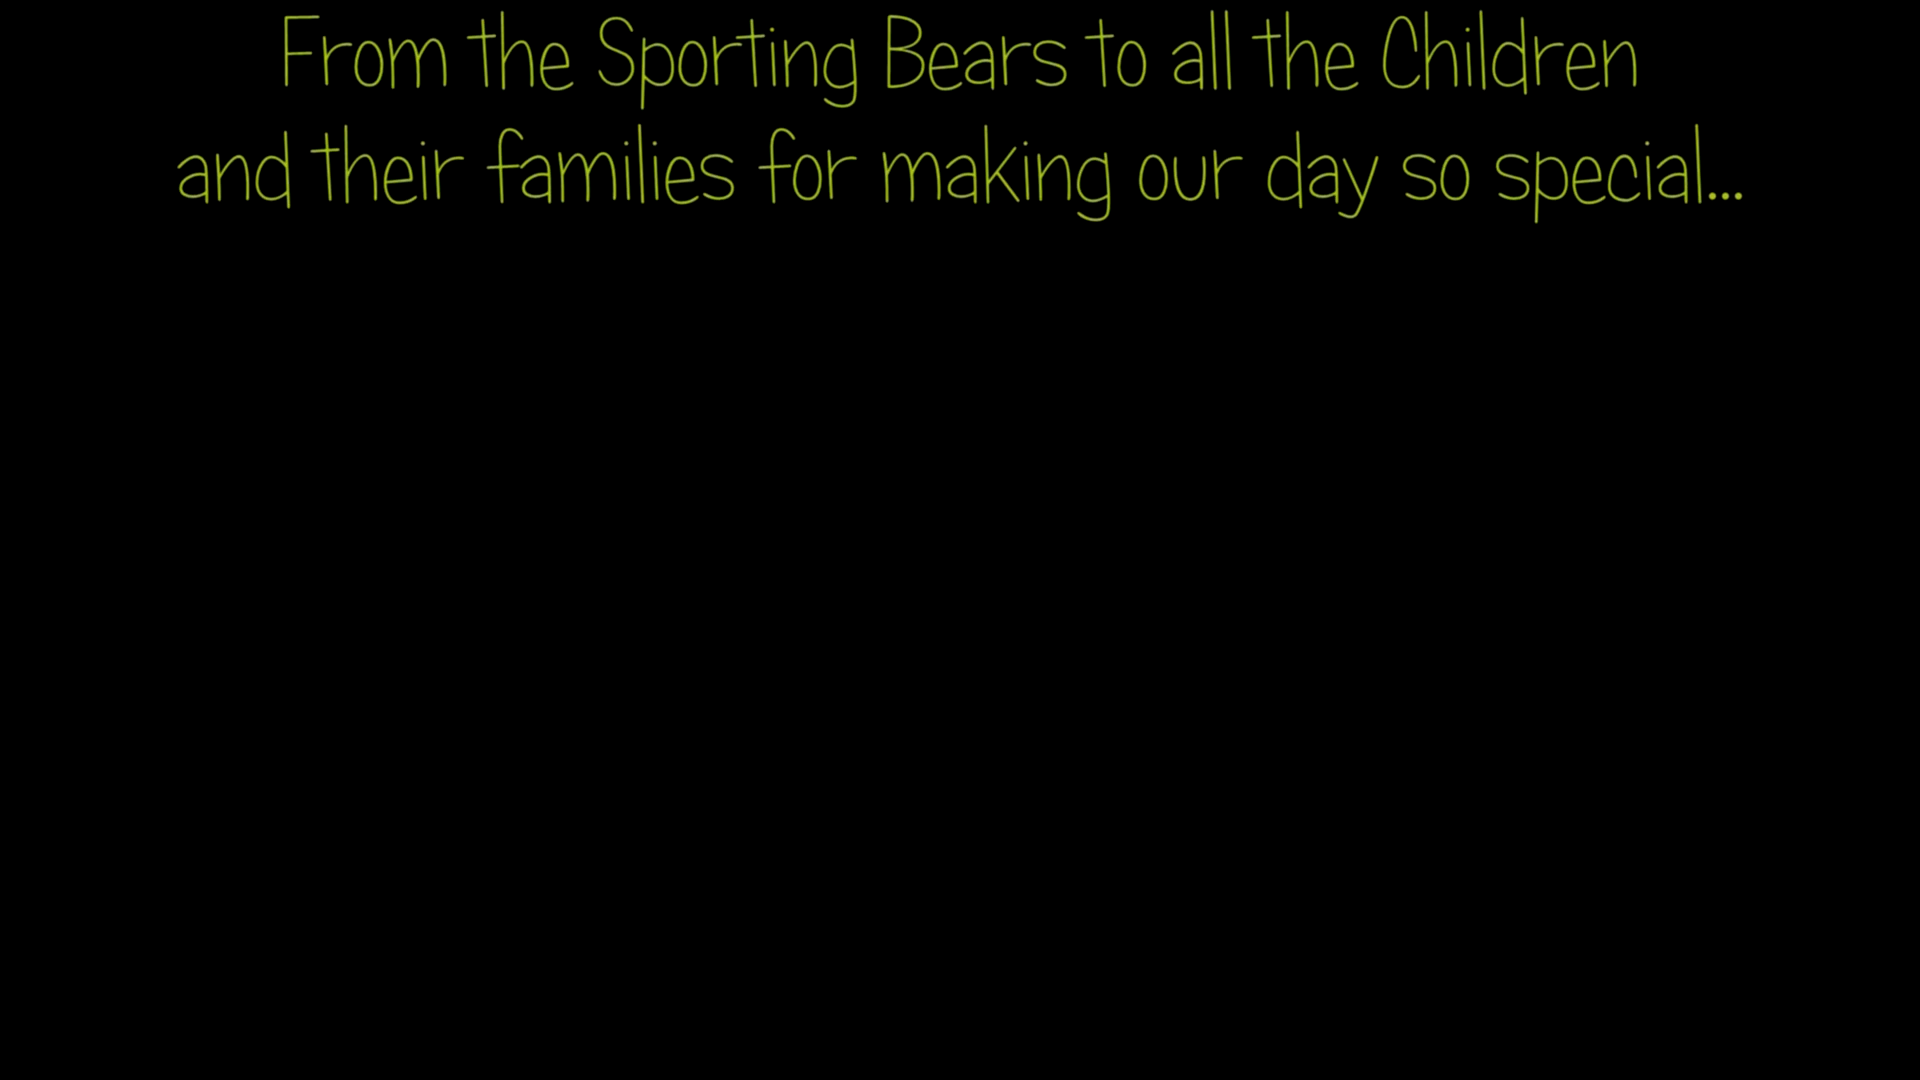 From the Sporting Bears to all the Children
and their families for making our day so special...